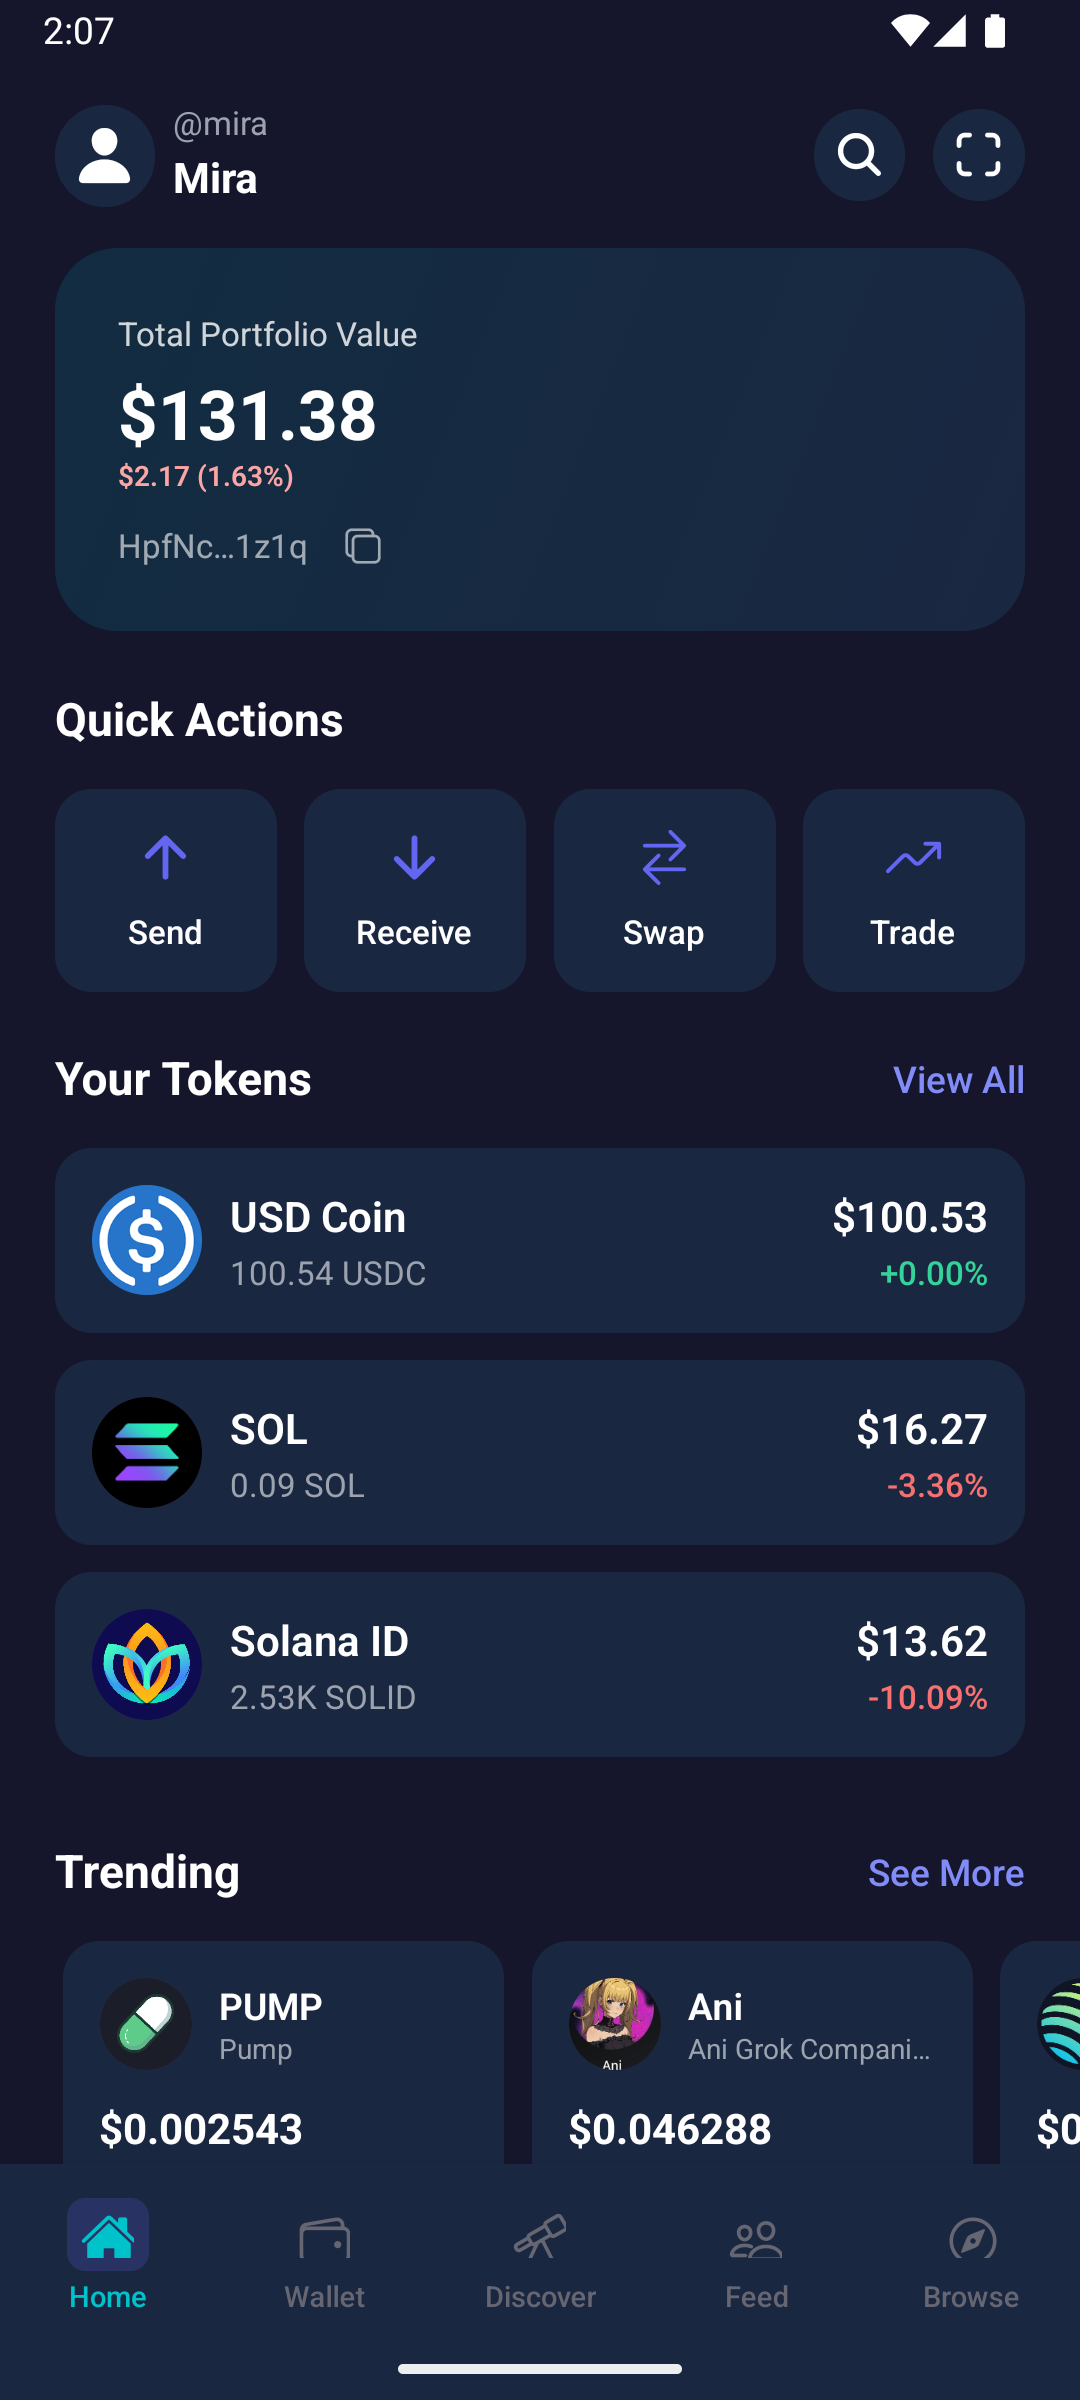 2:07
@mira
Mira
Total Portfolio Value
$131.38
$2.17 (1.63%)
HpfNc...1z1q
Quick Actions
Send
Receive
Swap
Trade
Your Tokens
View All
USD Coin
$100.53
100.54 USDC
+0.00%
SOL
$16.27
0.09 SOL
-3.36%
Solana ID
$13.62
2.53K SOLID
-10.09%
Trending
See More
PUMP
Pump
$0.002543
Ani
Ani
Ani Grok Compani...
$0.046288
$0
Home
Wallet
Discover
Feed
Browse